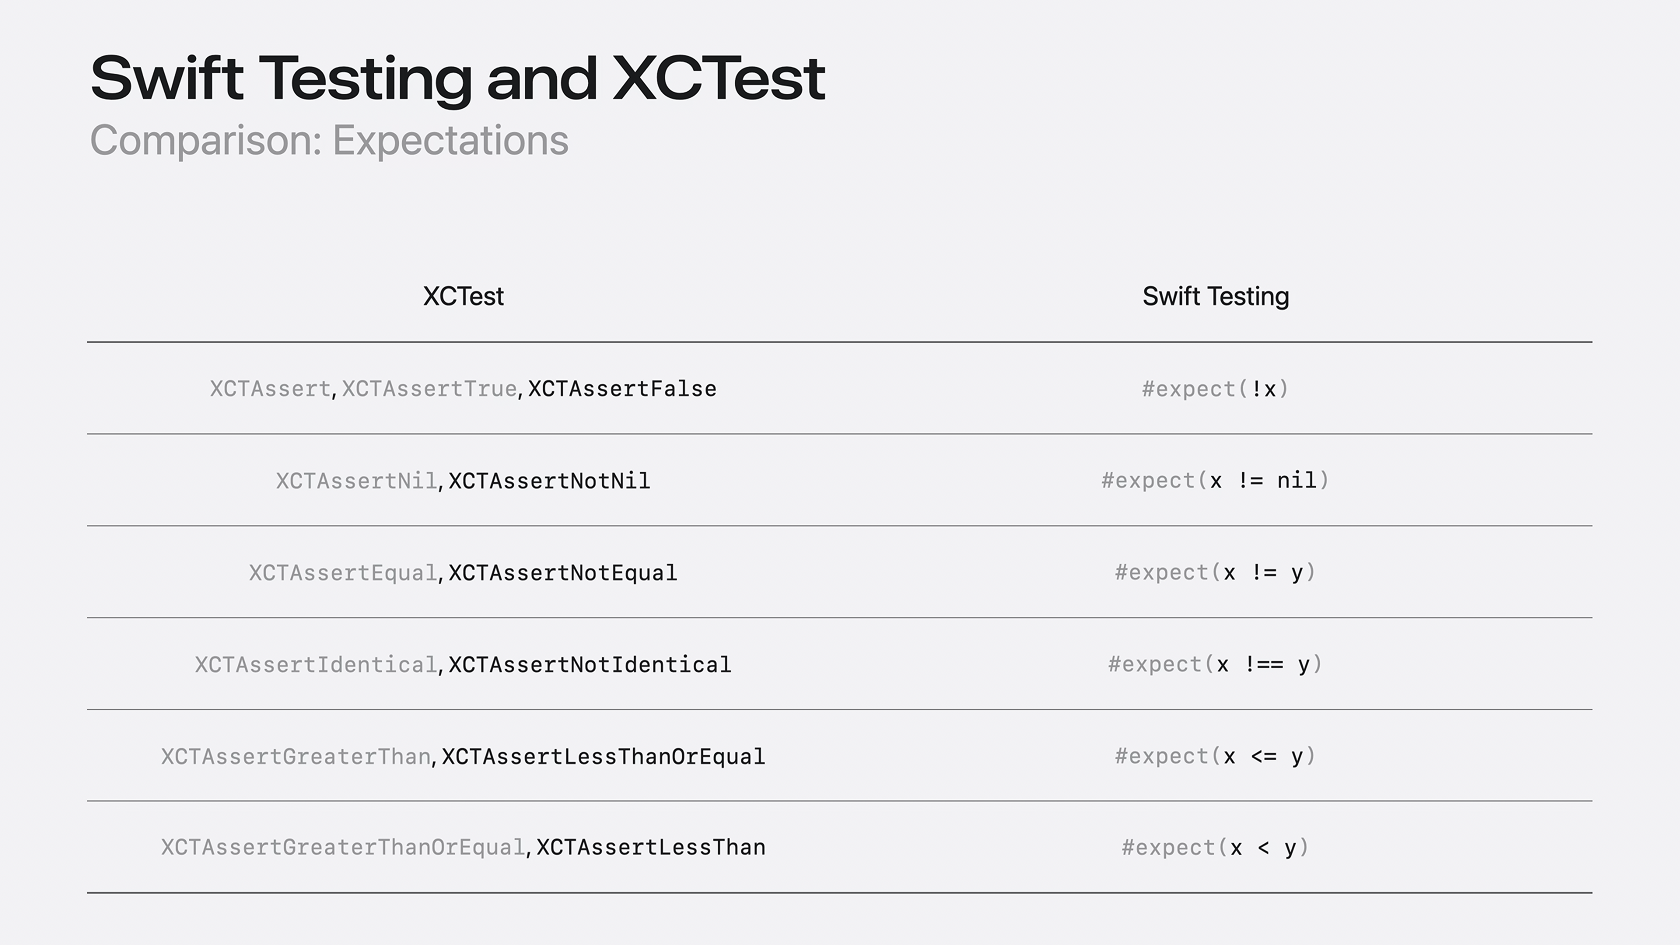 Swift Testing and XCTest
Comparison: Expectations
XCTest Swift Testing
XCTAssert, XCTAssertTrue, XCTAssertFalse #expect(!x)
XCTAssertNil, XCTAssertNotNil #expect(x != nil)
XCTAssertEqual, XCTAssertNotEqual #expect(x != y)
XCTAssertIdentical, XCTAssertNotIdentical #expect(x !== y)
XCTAssertGreaterThan, XCTAssertLessThanOrEqual #expect(x <= y)
XCTAssertGreaterThanOrEqual, XCTAssertLessThan #expect(x < y)